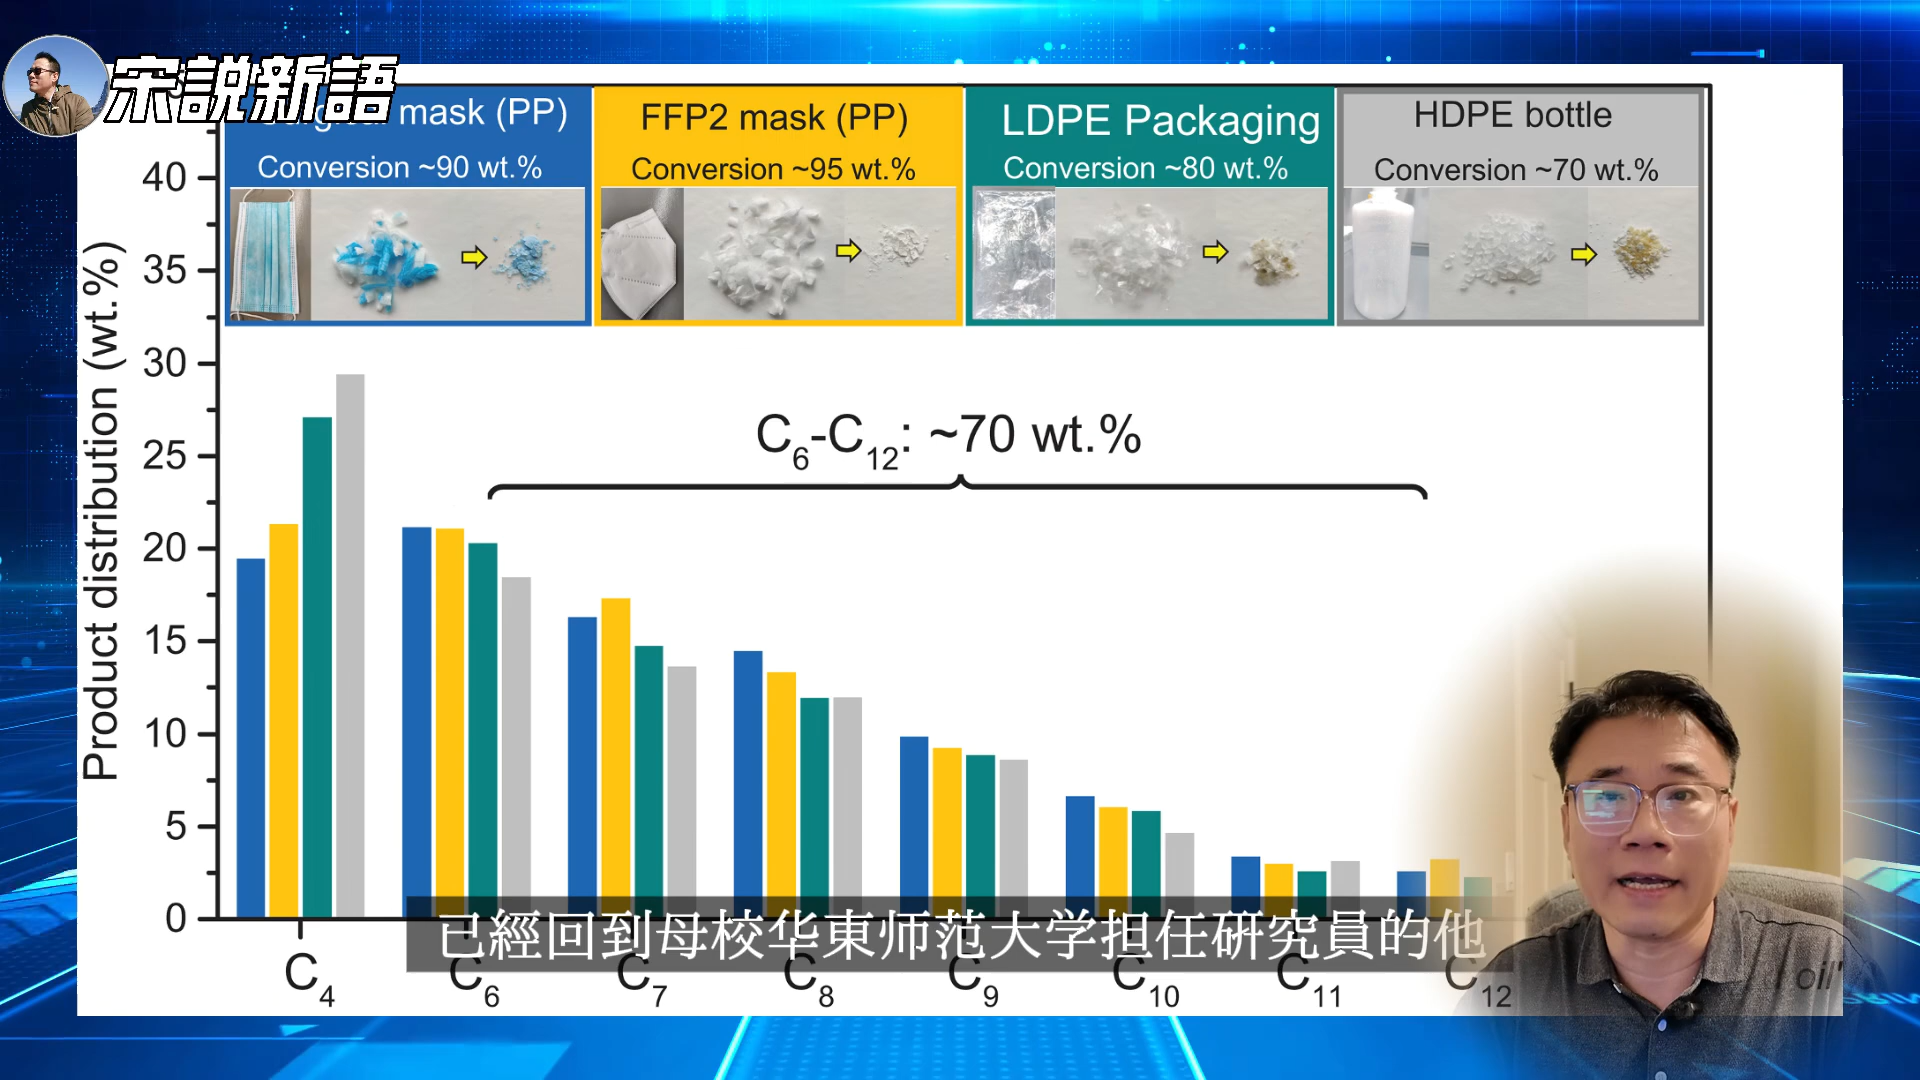 宋説新語
mask (PP)
Conversion ~90 wt.%
FFP2 mask (PP)
Conversion ~95 wt.%
LDPE Packaging
Conversion ~80 wt.%
HDPE bottle
Conversion ~70 wt.%
Product distribution (wt.%)
40
35
30
25
20
15
10
5
0
C6-C12: ~70 wt.%
已經回到母校华東师范大学担任研究員的他
C4
C6
C7
C8
C9
C10
C11
C12
oil"